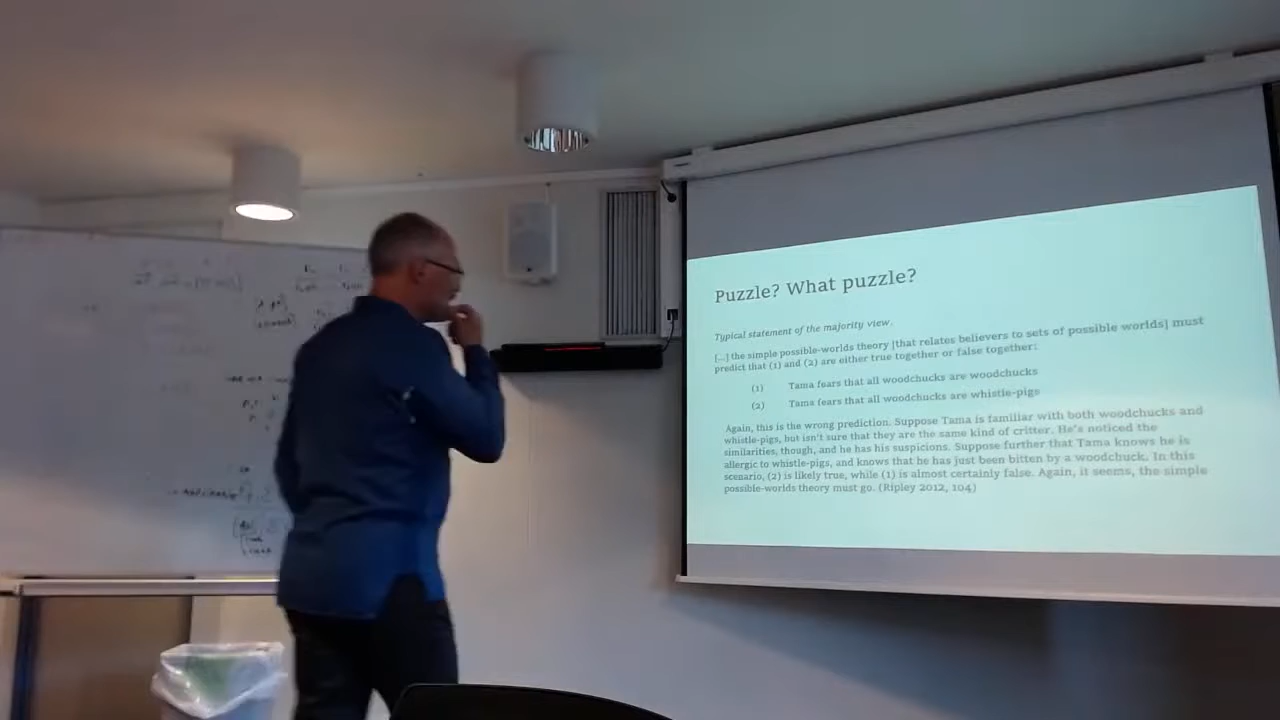 Puzzle? What puzzle?
Typical statement of the majority view.
[...] the simple possible-worlds theory [that relates believers to sets of possible worlds] must
predict that (1) and (2) are either true together or false together:
(1) Tama fears that all woodchucks are woodchucks
(2) Tama fears that all woodchucks are whistle-pigs
Again, this is the wrong prediction. Suppose Tama is familiar with both woodchucks and
whistle-pigs, but isn't sure that they are the same kind of critter. He's noticed the
similarities, though, and he has his suspicions. Suppose further that Tama knows he is
allergic to whistle-pigs, and knows that he has just been bitten by a woodchuck. In this
scenario, (2) is likely true, while (1) is almost certainly false. Again, it seems, the simple
possible-worlds theory must go. (Ripley 2012, 104)